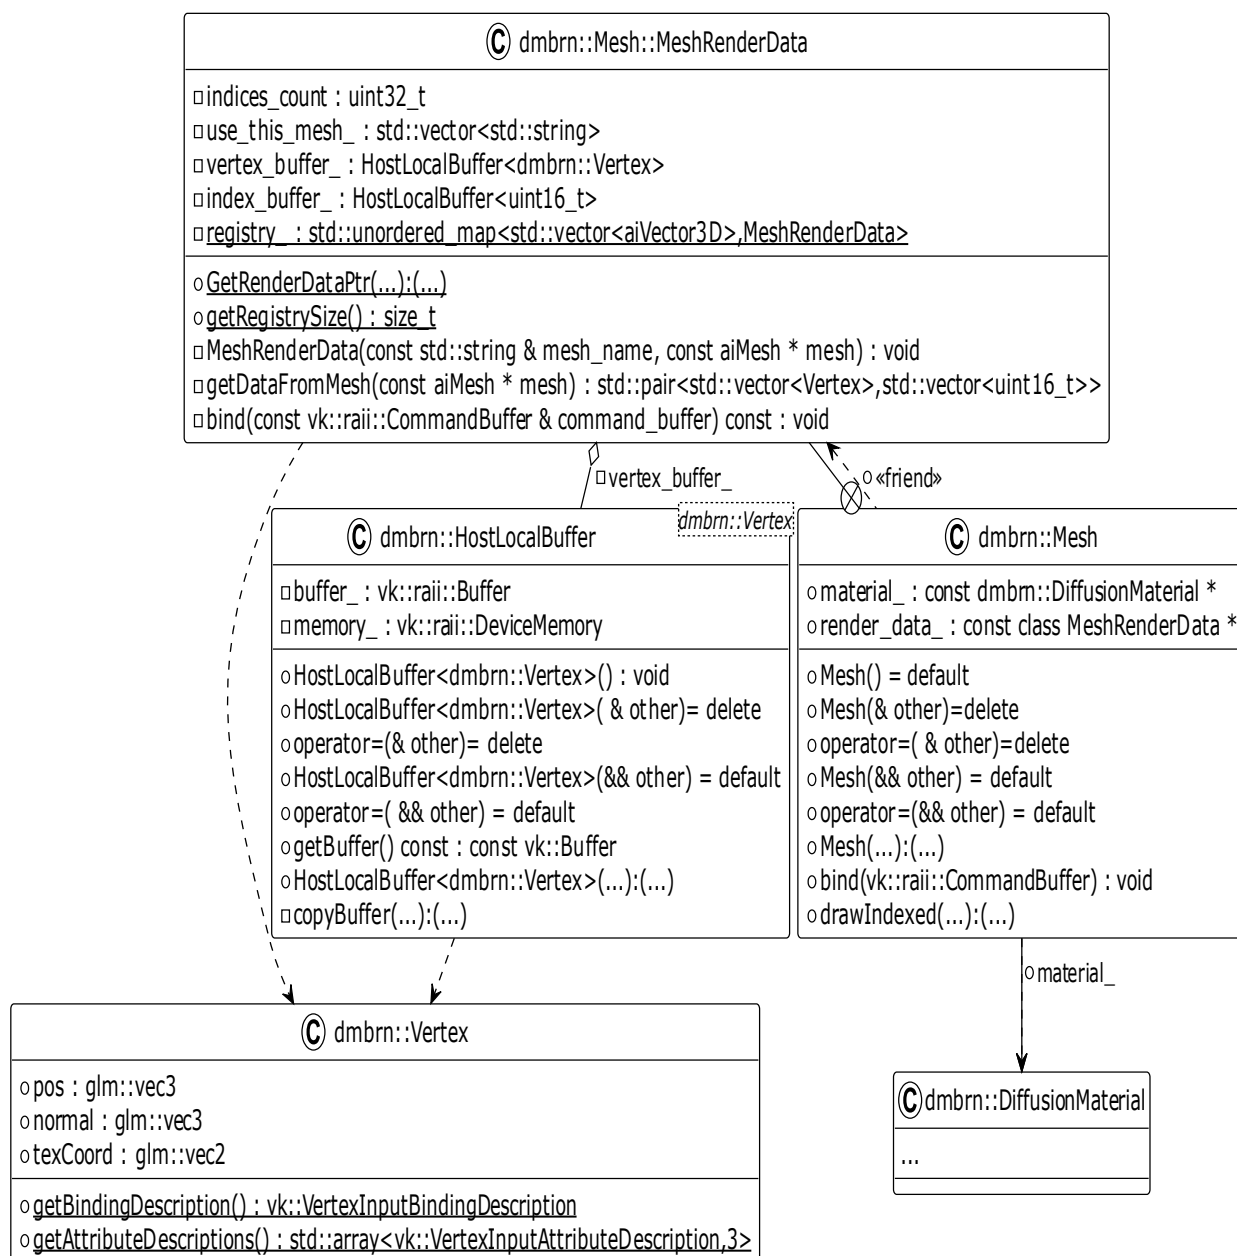 C dmbrn::Mesh::MeshRenderData
indices_count : uint32_t
use_this_mesh_ : std::vector<std::string>
vertex_buffer_ : HostLocalBuffer<dmbrn::Vertex>
index_buffer_ : HostLocalBuffer<uint16_t>
registry_ : std::unordered_map<std::vector<aiVector3D>,MeshRenderData>
GetRenderDataPtr(...):(...)
getRegistrySize() : size_t
MeshRenderData(const std::string & mesh_name, const aiMesh * mesh) : void
getDataFromMesh(const aiMesh * mesh) : std::pair<std::vector<Vertex>,std::vector<uint16_t>>
bind(const vk::raii::CommandBuffer & command_buffer) const : void
vertex_buffer_
«friend»
C dmbrn::HostLocalBuffer
dmbrn::Vertex
buffer_ : vk::raii::Buffer
memory_ : vk::raii::DeviceMemory
HostLocalBuffer<dmbrn::Vertex>() : void
HostLocalBuffer<dmbrn::Vertex>( & other)= delete
operator=(& other)= delete
HostLocalBuffer<dmbrn::Vertex>(&& other) = default
operator=( && other) = default
getBuffer() const : const vk::Buffer
HostLocalBuffer<dmbrn::Vertex>(...):(...)
copyBuffer(...):(...)
C dmbrn::Mesh
material_ : const dmbrn::DiffusionMaterial *
render_data_ : const class MeshRenderData *
Mesh() = default
Mesh(& other)=delete
operator=( & other)=delete
Mesh(&& other) = default
operator=(&& other) = default
Mesh(...):(...)
bind(vk::raii::CommandBuffer) : void
drawIndexed(...):(...)
material_
C dmbrn::Vertex
pos : glm::vec3
normal : glm::vec3
texCoord : glm::vec2
getBindingDescription() : vk::VertexInputBindingDescription
getAttributeDescriptions() : std::array<vk::VertexInputAttributeDescription,3>
C dmbrn::DiffusionMaterial
...